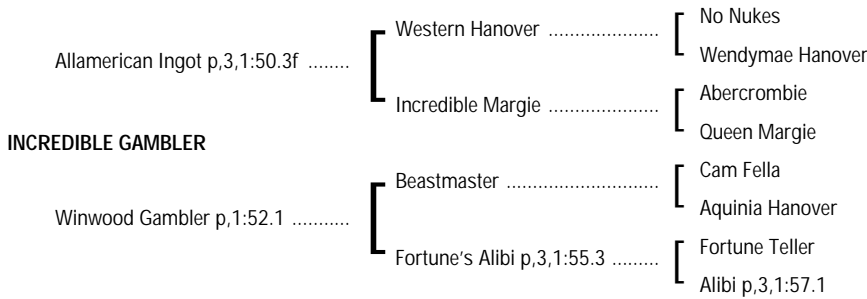 No Nukes
Western Hanover .....................
Wendymae Hanover
Allamerican Ingot p,3,1:50.3f ........
Abercrombie
Incredible Margie .....................
Queen Margie
INCREDIBLE GAMBLER
Cam Fella
Beastmaster .............................
Aquinia Hanover
Winwood Gambler p,1:52.1 ...........
Fortune Teller
Fortune's Alibi p,3,1:55.3 .........
Alibi p,3,1:57.1